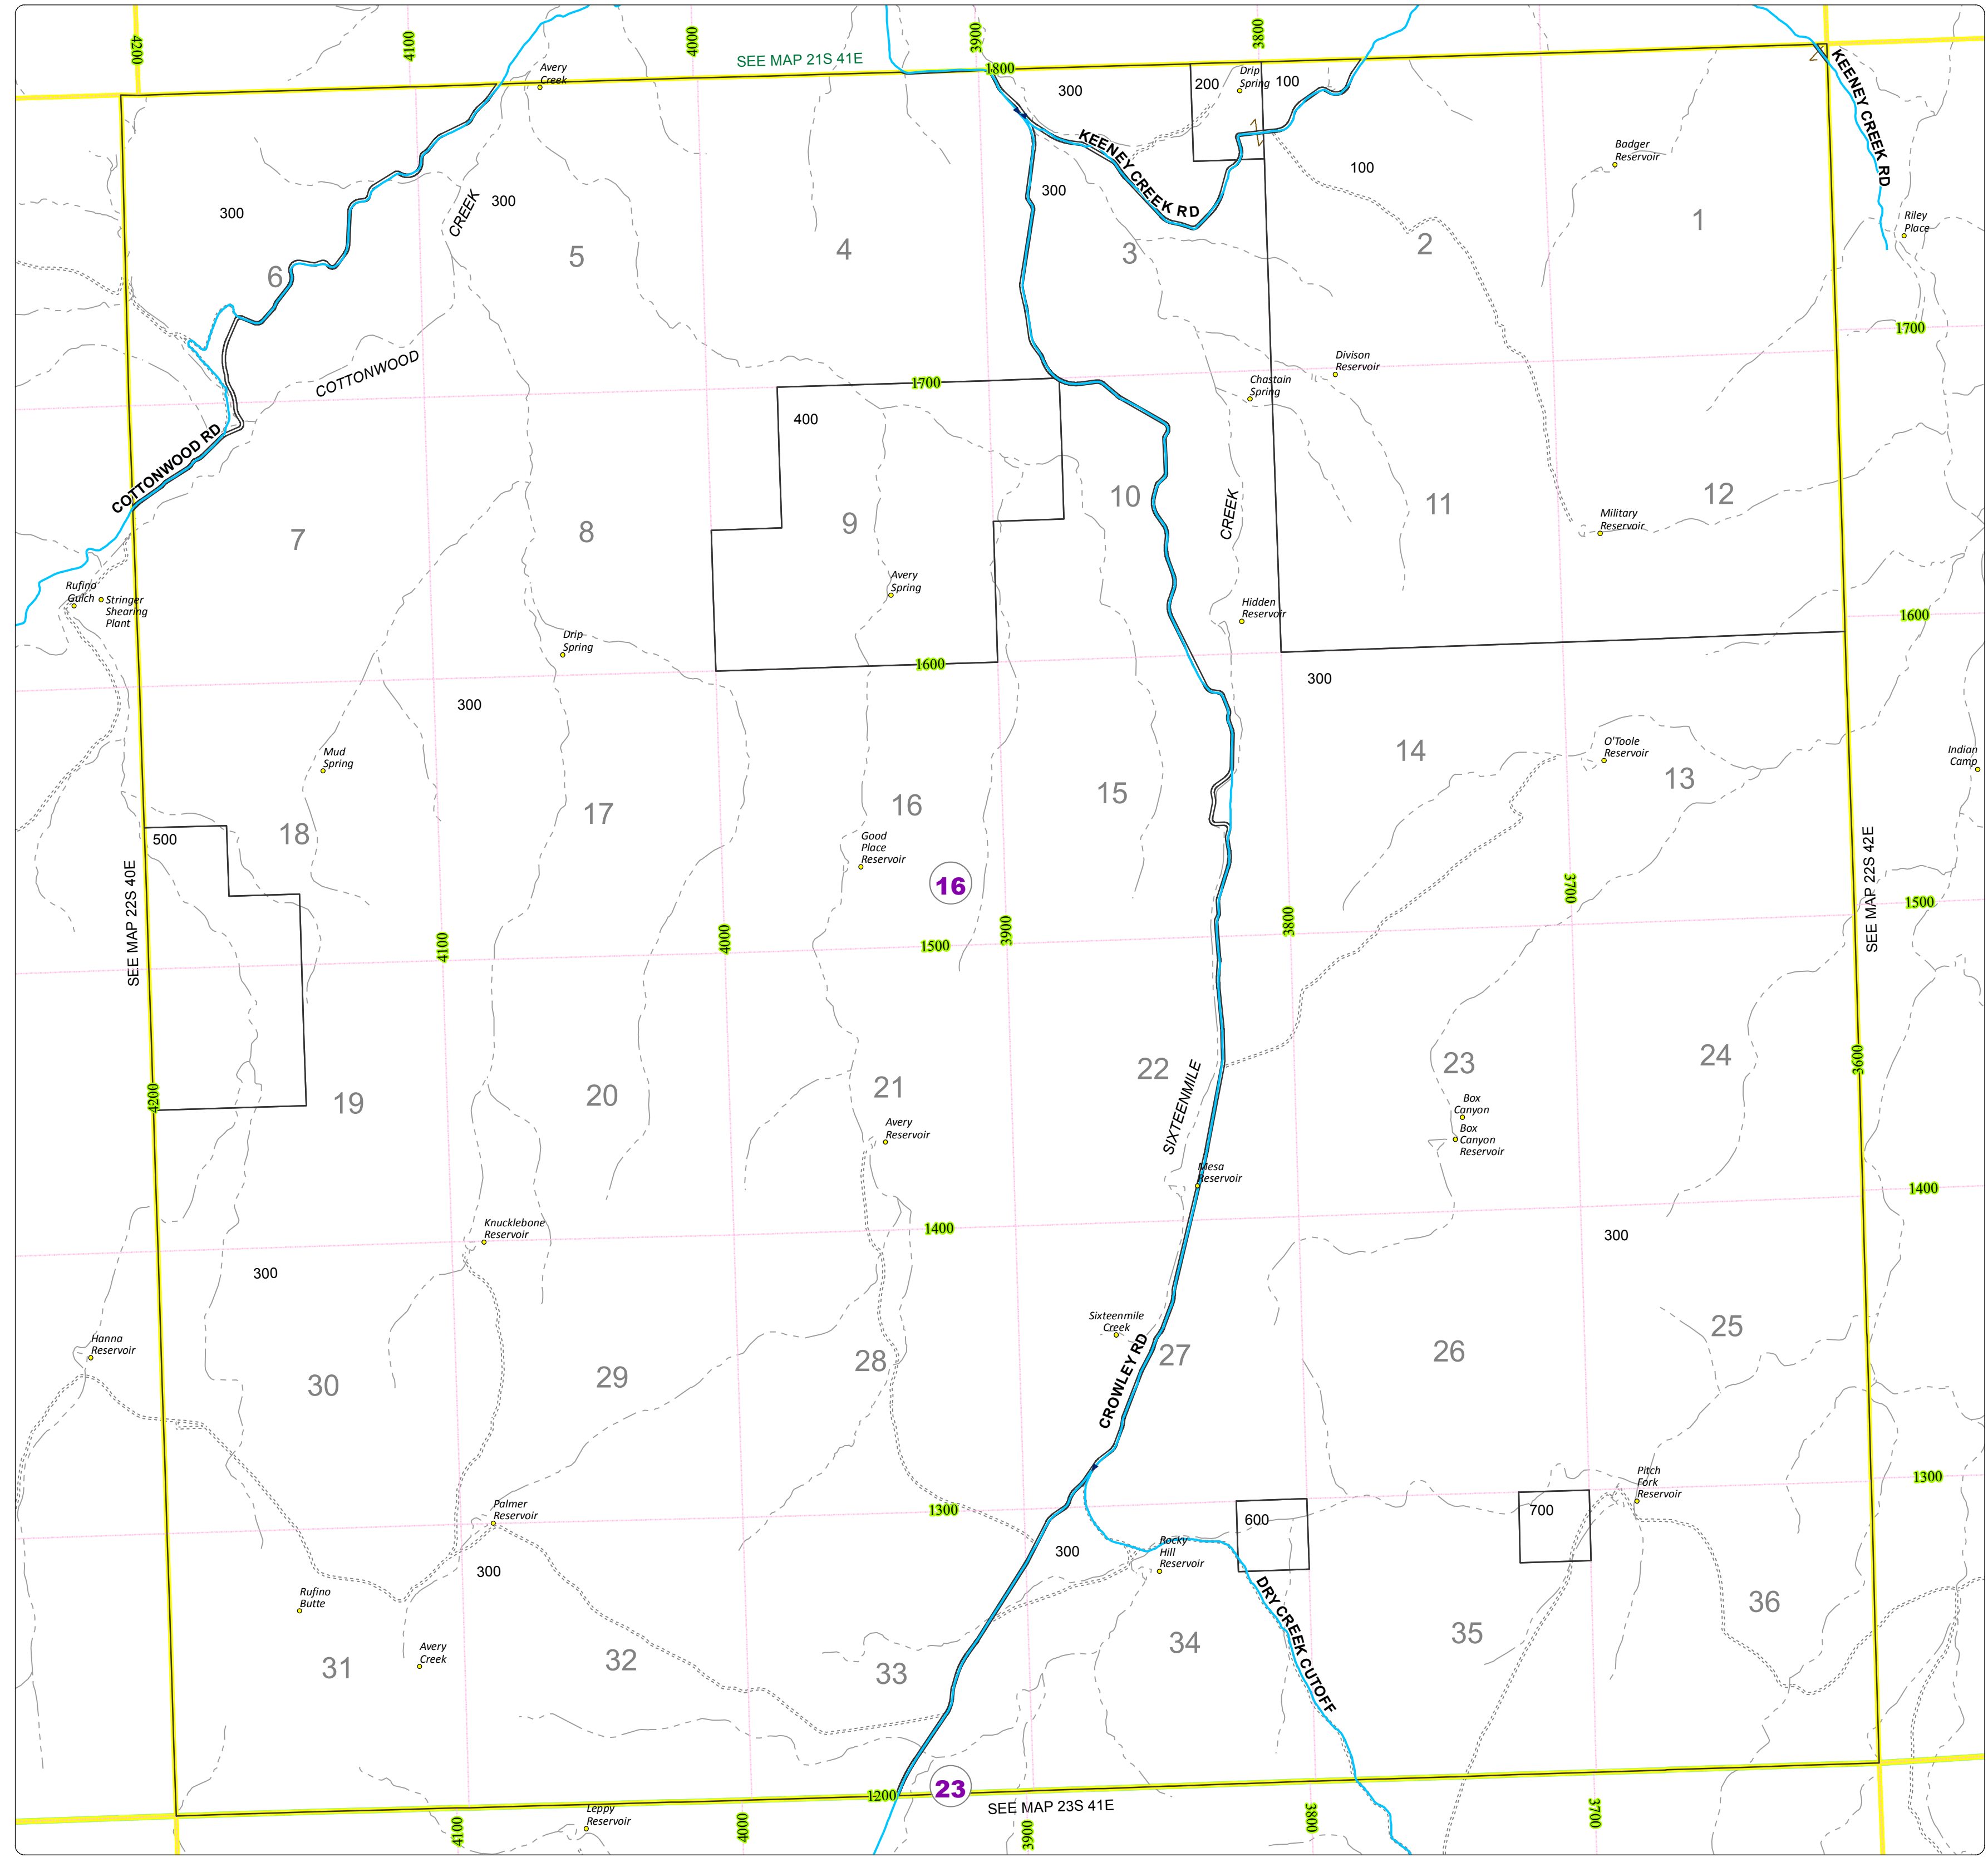 4200
4100
4000
SEE MAP 21S 41E
3900
1800
3800
Avery
Creek
300
200
Drip
Spring
100
KEENEY CREEK RD
2
KEENEY CREEK RD
Badger
Reservoir
100
300
300
300
CREEK
Riley
Place
1
2
3
4
5
6
1700
Divison
Reservoir
Chastain
Spring
1700
COTTONWOOD
400
COTTONWOOD RD
12
11
10
9
8
7
CREEK
Military
Reservoir
Avery
Spring
Rufino
Gulch
Stringer
Shearing
Plant
Hidden
Reservoir
1600
Drip
Spring
1600
300
300
O'Toole
Reservoir
Indian
Camp
Mud
Spring
14
13
15
16
17
18
500
Good
Place
Reservoir
16
SEE MAP 22S 40E
SEE MAP 22S 42E
3700
1500
4100
4000
1500
3900
3800
4200
3600
24
23
22
21
20
19
SIXTEENMILE
Box
Canyon
Box
Canyon
Reservoir
Avery
Reservoir
Mesa
Reservoir
1400
Knucklebone
Reservoir
1400
300
300
Sixteenmile
Creek
Hanna
Reservoir
25
26
27
28
29
30
CROWLEY RD
Pitch
Fork
Reservoir
1300
Palmer
Reservoir
1300
600
700
Rocky
Hill
Reservoir
300
300
Rufino
Butte
DRY CREEK CUTOFF
Avery
Creek
36
35
34
33
32
31
1200
23
SEE MAP 23S 41E
Leppy
Reservoir
4100
4000
3900
3800
3700